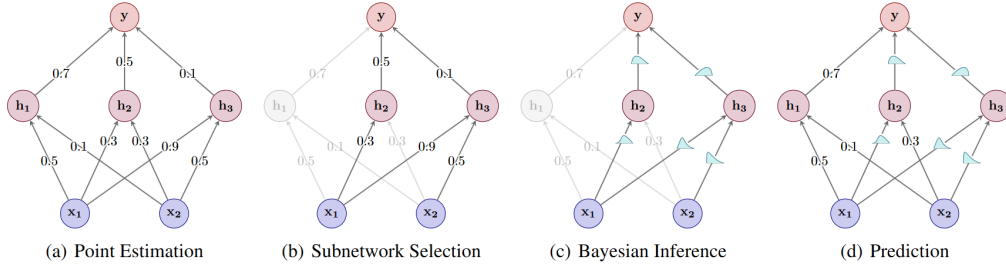 y
0.7
0.5
0.1
h1
h2
h3
0.5
0.1
0.3
0.3
0.9
0.5
x1
x2
(a) Point Estimation
y
0.7
0.5
0.1
h1
h2
h3
0.5
0.1
0.3
0.3
0.9
0.5
x1
x2
(b) Subnetwork Selection
y
0.7
h1
h2
h3
0.5
0.1
0.3
x1
x2
(c) Bayesian Inference
y
0.7
h1
h2
h3
0.5
0.1
0.3
x1
x2
(d) Prediction